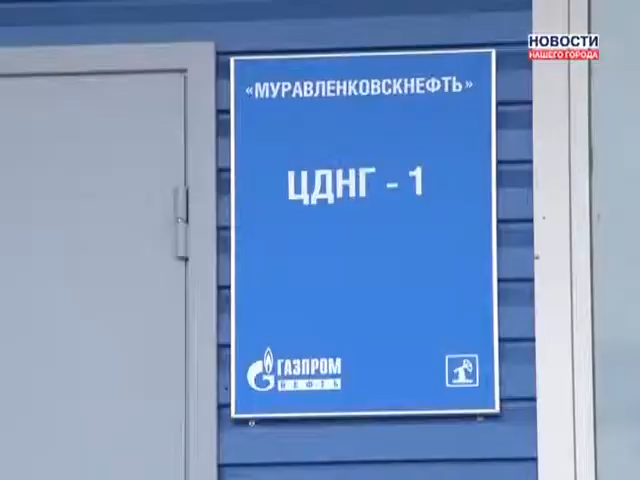 НОВОСТИ
НАШЕГО ГОРОДА
«МУРАВЛЕНКОВСКНЕФТЬ»
ЦДНГ - 1
ГАЗПРОМ
НЕФТЬ